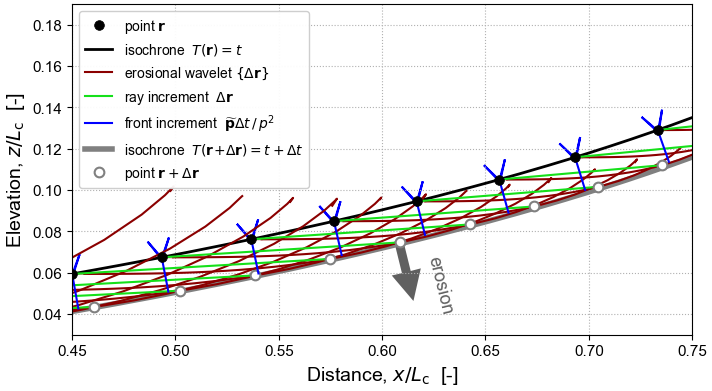 0.18
0.16
0.14
0.12
0.10
0.08
0.06
0.04
Elevation, z/L_c [-]
point r
isochrone T(r) = t
erosional wavelet {Δr}
ray increment Δr
front increment p̃Δt / p²
isochrone T(r+Δr) = t + Δt
point r + Δr
erosion
0.45 0.50 0.55 0.60 0.65 0.70 0.75
Distance, x/L_c [-]